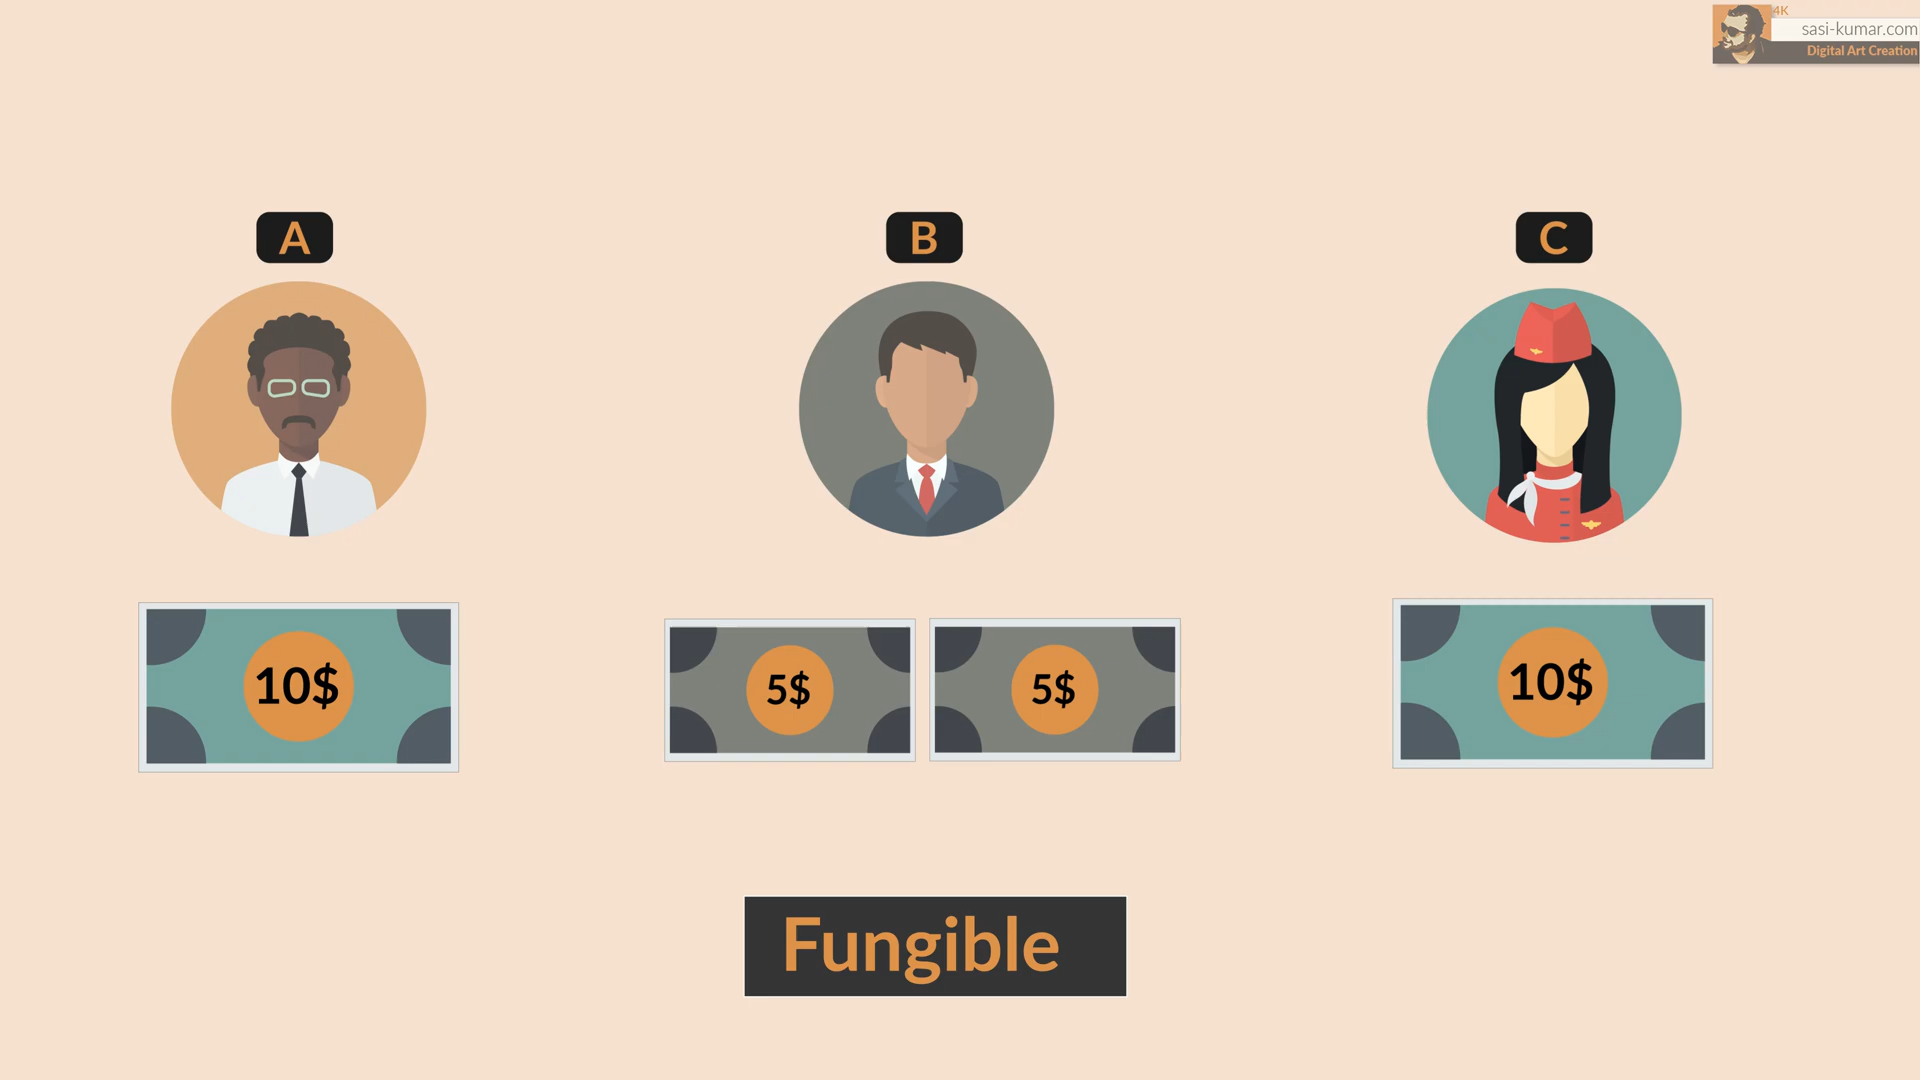 4K
sasi-kumar.com
Digital Art Creation
A
B
C
10$
5$
5$
10$
Fungible